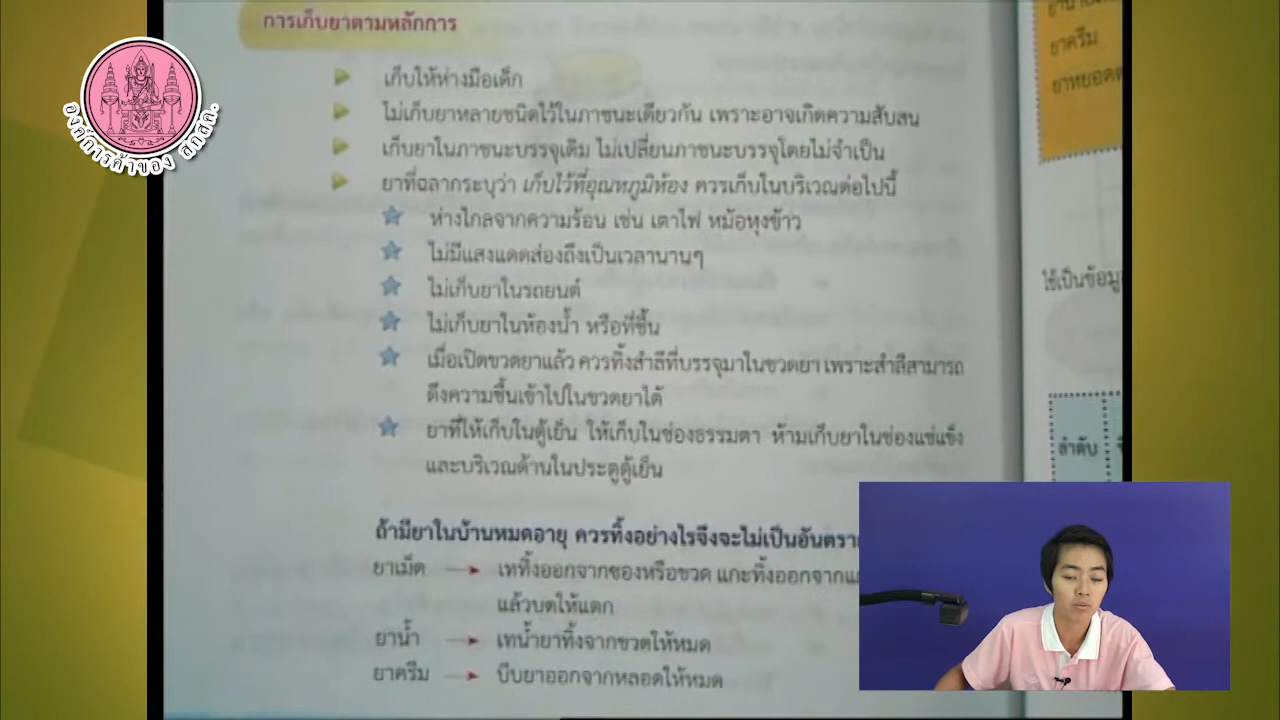 องค์การค้าของ สกสค.
การเก็บยาตามหลักการ
เก็บให้ห่างมือเด็ก
ไม่เก็บยาหลายชนิดไว้ในภาชนะเดียวกัน เพราะอาจเกิดความสับสน
เก็บยาในภาชนะบรรจุเดิม ไม่เปลี่ยนภาชนะบรรจุโดยไม่จำเป็น
ยาที่ฉลากระบุว่า เก็บไว้ที่อุณหภูมิห้อง ควรเก็บในบริเวณต่อไปนี้
ห่างไกลจากความร้อน เช่น เตาไฟ หม้อหุงข้าว
ไม่มีแสงแดดส่องถึงเป็นเวลานานๆ
ไม่เก็บยาในรถยนต์
ไม่เก็บยาในห้องน้ำ หรือที่ชื้น
เมื่อเปิดขวดยาแล้ว ควรทิ้งสำลีที่บรรจุมาในขวดยา เพราะสำลีสามารถ
ดึงความชื้นเข้าไปในขวดยาได้
ยาที่ให้เก็บในตู้เย็น ให้เก็บในช่องธรรมดา ห้ามเก็บยาในช่องแช่แข็ง
และบริเวณด้านในประตูตู้เย็น
ถ้ามียาในบ้านหมดอายุ ควรทิ้งอย่างไรจึงจะไม่เป็น
ยาเม็ด เททิ้งออกจากซองหรือขวด แกะทิ้งออกจาก
แล้วบดให้แตก
ยาน้ำ เทน้ำยาทิ้งจากขวดให้หมด
ยาครีม บีบยาออกจากหลอดให้หมด
ยาครีม
ใช้เป็น
ลำดับ